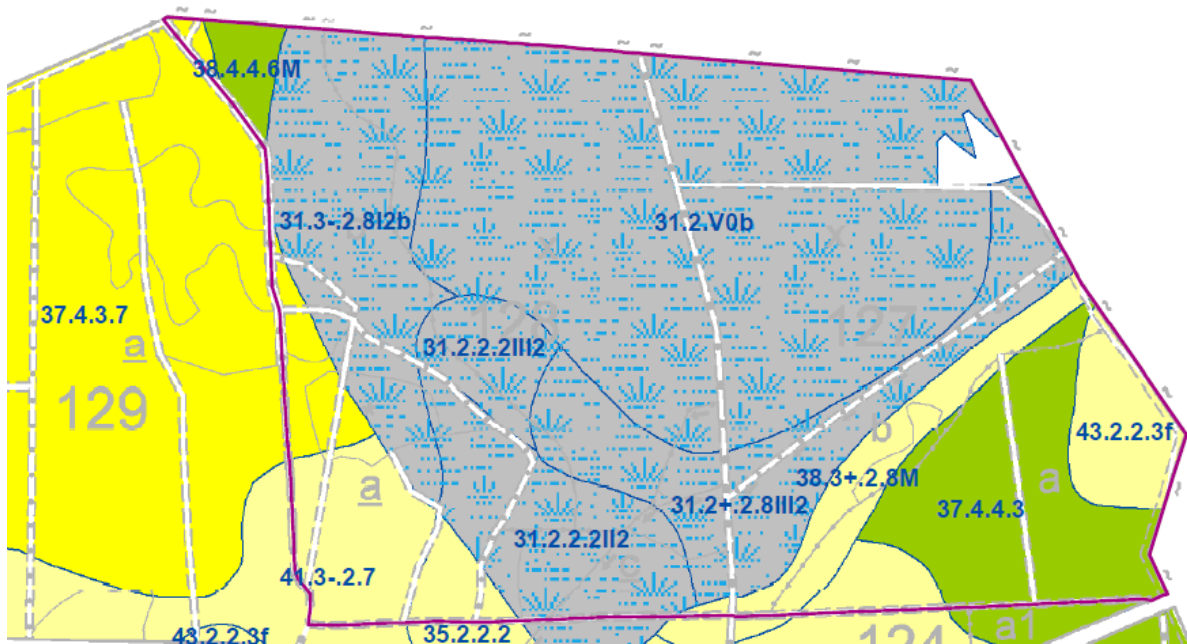 38.4.4.6M
31.3-.2.8I2b
31.2.V0b
x
37.4.3.7
a
31.2.2.2III2
127
129
b
43.2.2.3f
38.3+.2.8M
a
a
31.2+.2.8III2
37.4.4.3
31.2.2.2II2
c
41.3-.2.7
43.2.2.3f
35.2.2.2
124
a1